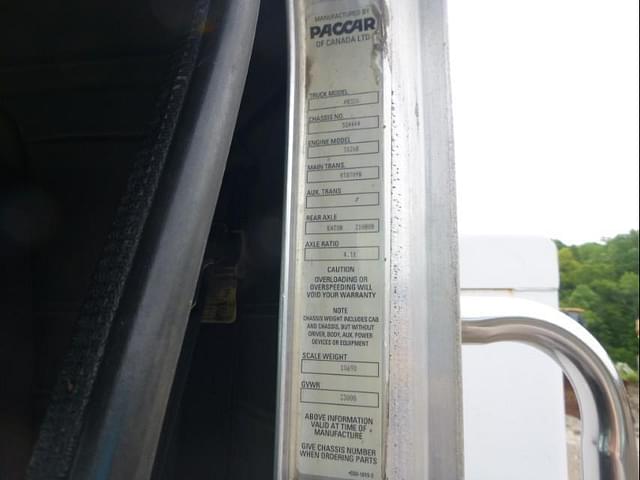 MANUFACTURED BY
PACCAR
OF CANADA LTD.
TRUCK MODEL
CHASSIS NO.
ENGINE MODEL
MAIN TRANS.
AUX. TRANS
REAR AXLE
EATON
AXLE RATIO
CAUTION
OVERLOADING OR
OVERSPEEDING WILL
VOID YOUR WARRANTY
NOTE
CHASSIS WEIGHT INCLUDES CAB
AND CHASSIS, BUT WITHOUT
DRIVER, BODY, AUX. POWER
DEVICES OR EQUIPMENT
SCALE WEIGHT
GVWR
ABOVE INFORMATION
VALID AT TIME OF
MANUFACTURE
GIVE CHASSIS NUMBER
WHEN ORDERING PARTS